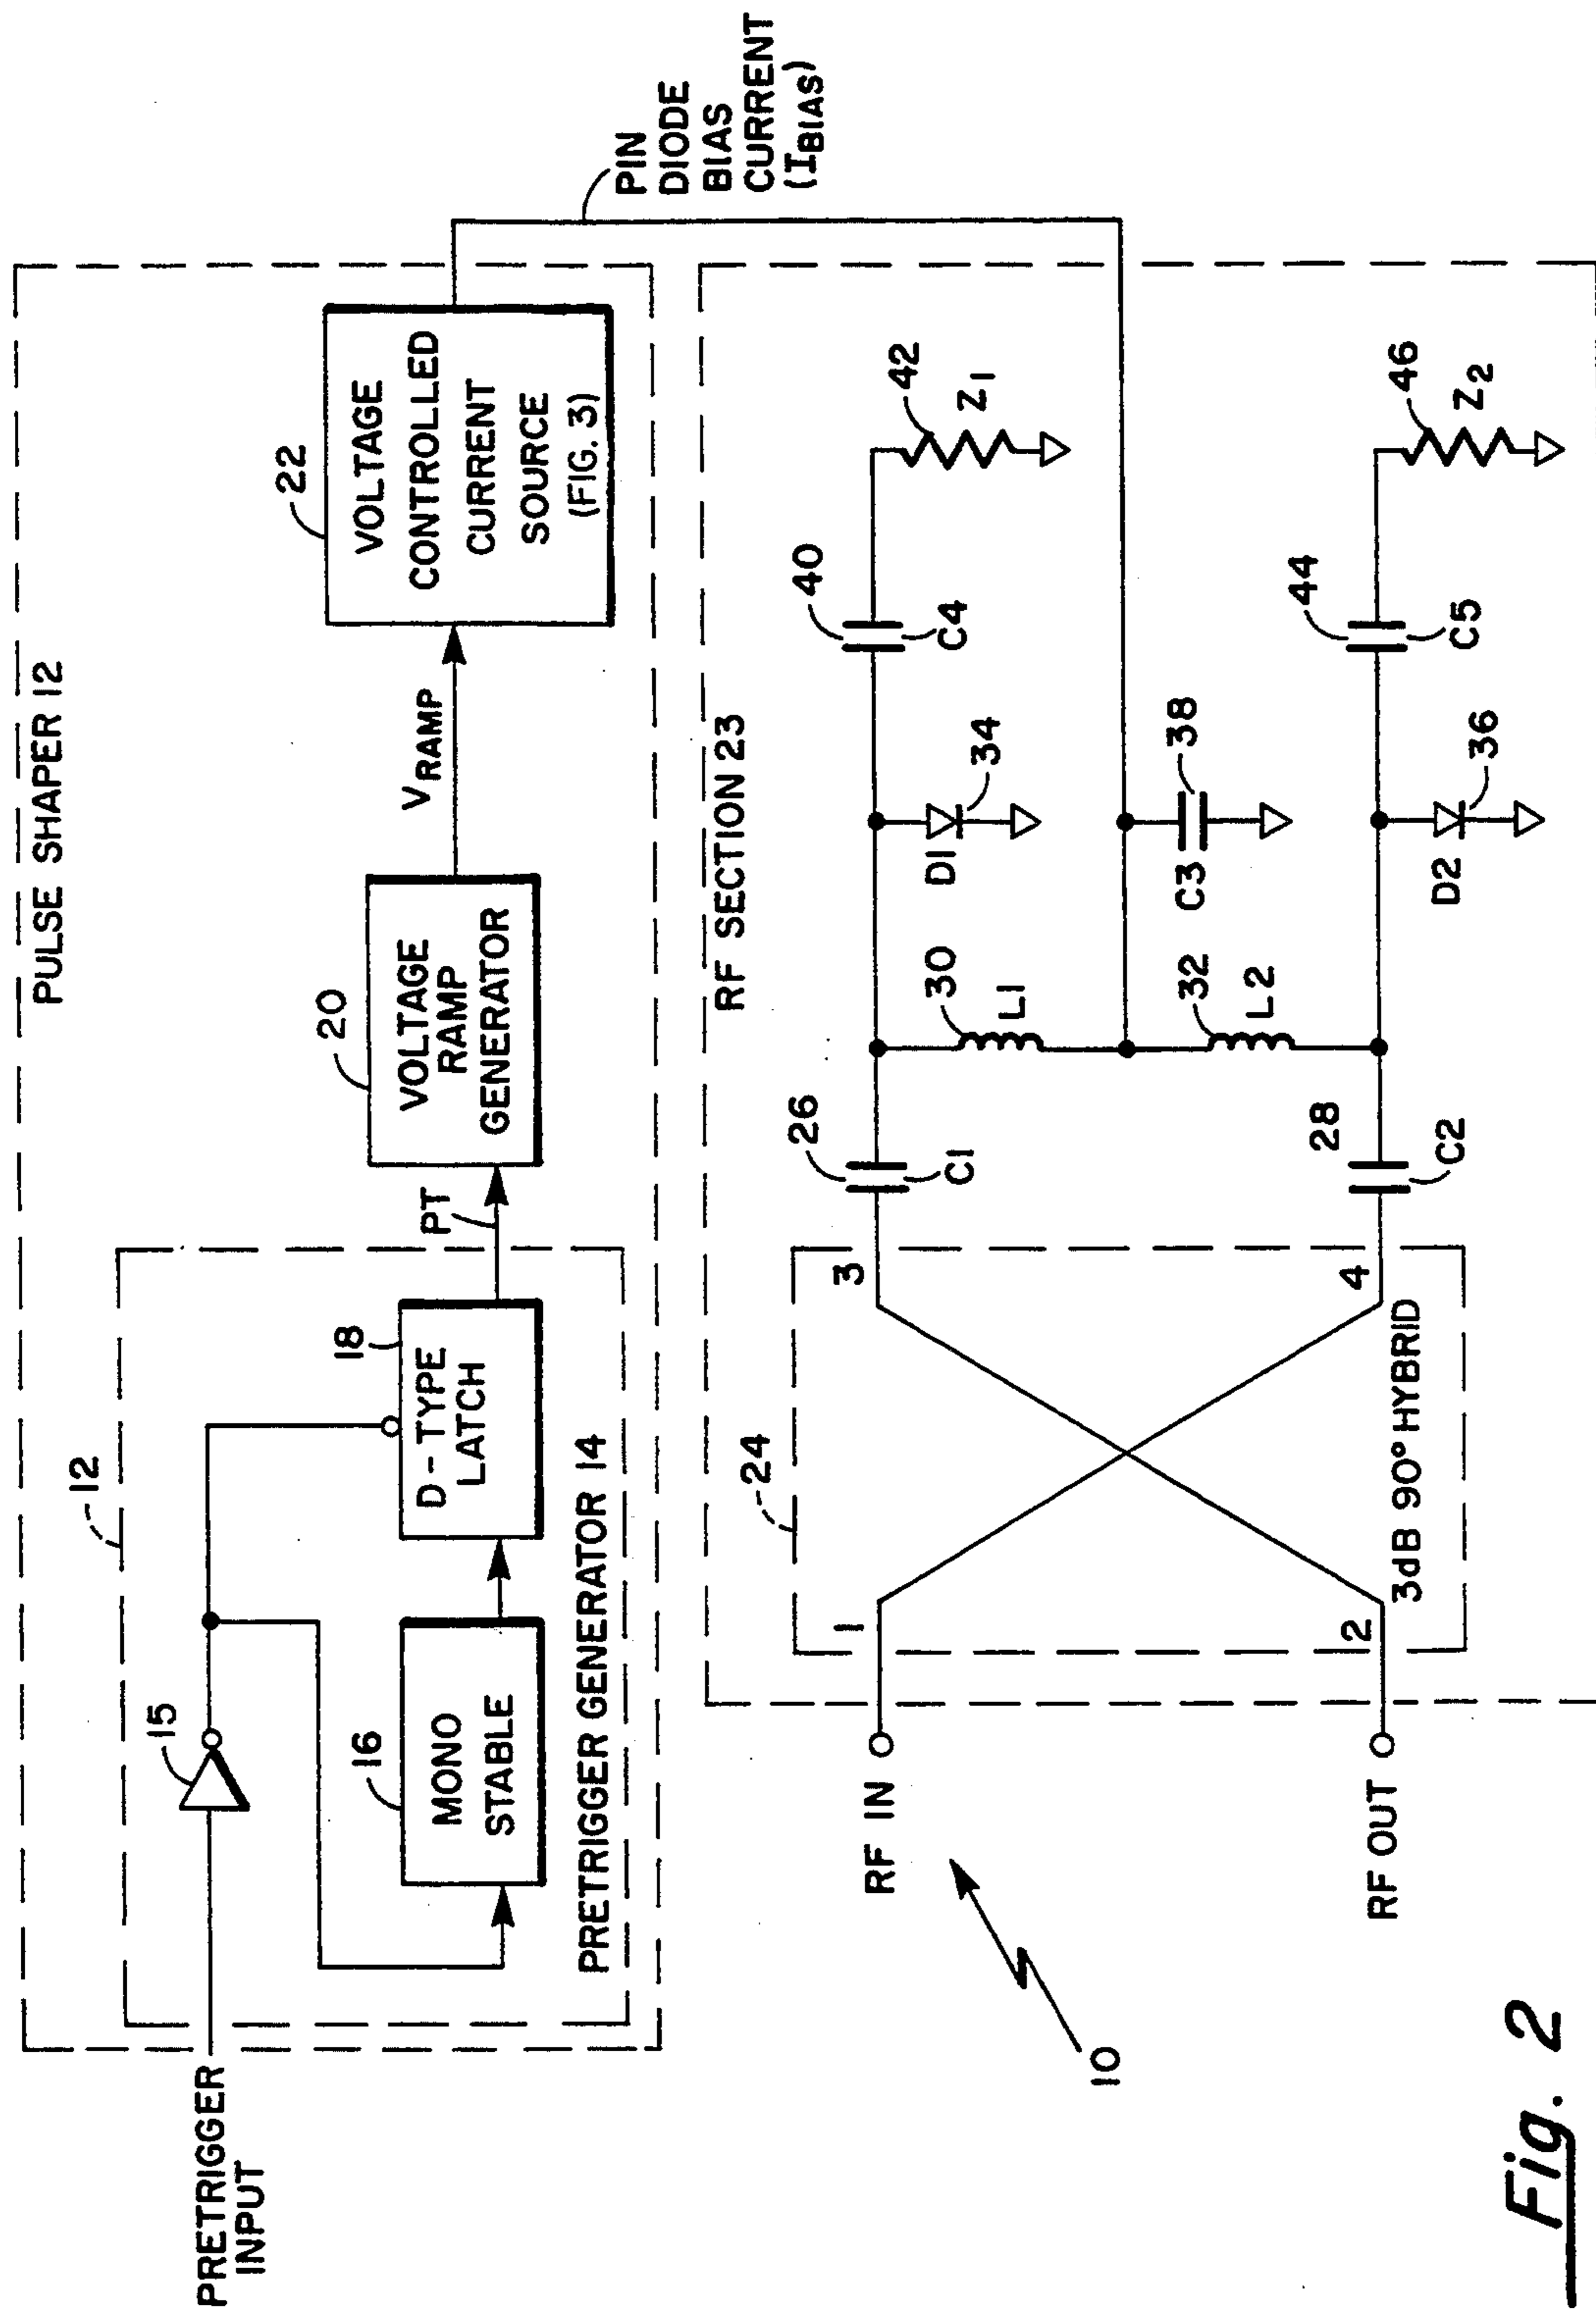 PULSE SHAPER 12
12
PRETRIGGER
INPUT
15
16
MONO
STABLE
18
D-TYPE
LATCH
PRETRIGGER GENERATOR 14
PT
20
VOLTAGE
RAMP
GENERATOR
VRAMP
22
VOLTAGE
CONTROLLED
CURRENT
SOURCE
(FIG. 3)
PIN
DIODE
BIAS
CURRENT
(IBIAS)
RF SECTION 23
24
RF IN
1
3
26
C1
30
L1
D1
34
40
C4
42
Z1
32
L2
C3
38
RF OUT
2
4
3dB 90° HYBRID
28
C2
D2
36
44
C5
46
Z2
10
Fig. 2